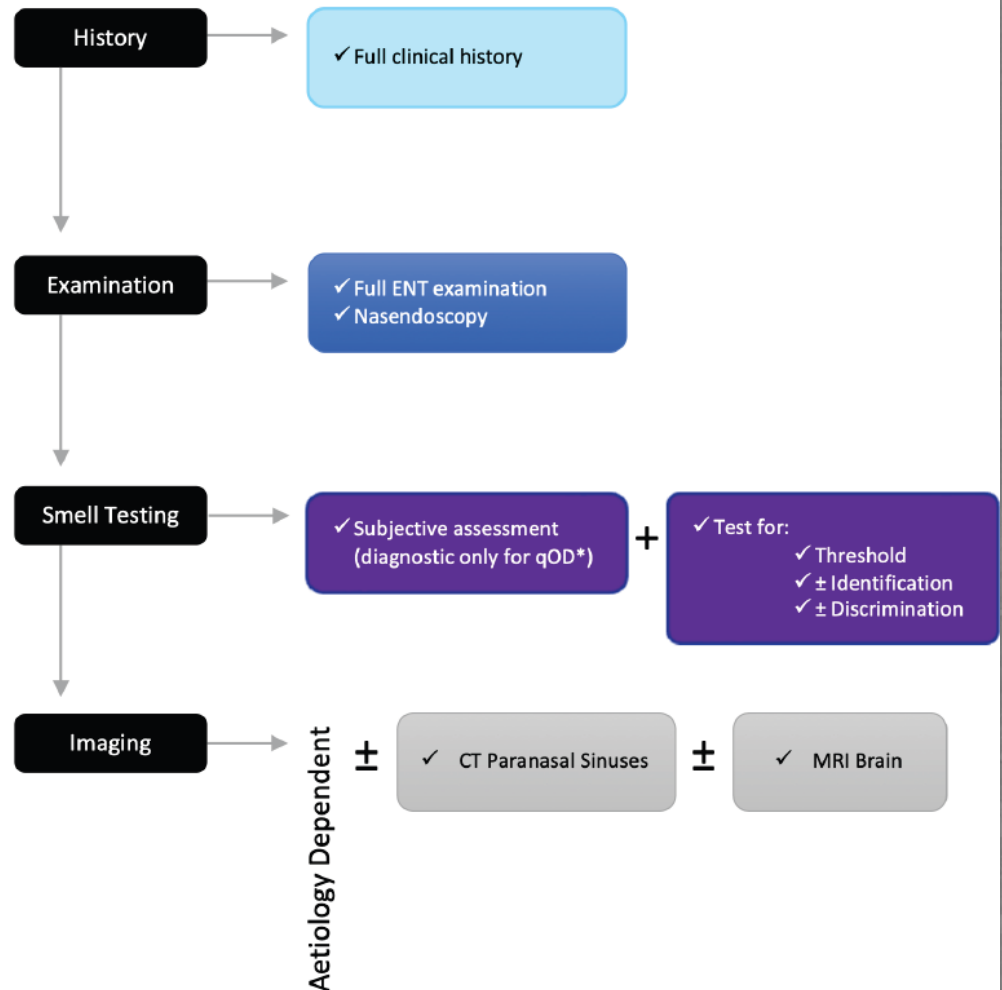 History
✓ Full clinical history
Examination
✓ Full ENT examination
✓ Nasendoscopy
Smell Testing
✓ Subjective assessment
(diagnostic only for qOD*)
+
✓ Test for:
✓ Threshold
✓ ± Identification
✓ ± Discrimination
Imaging
Aetiology Dependent
±
✓ CT Paranasal Sinuses
±
✓ MRI Brain